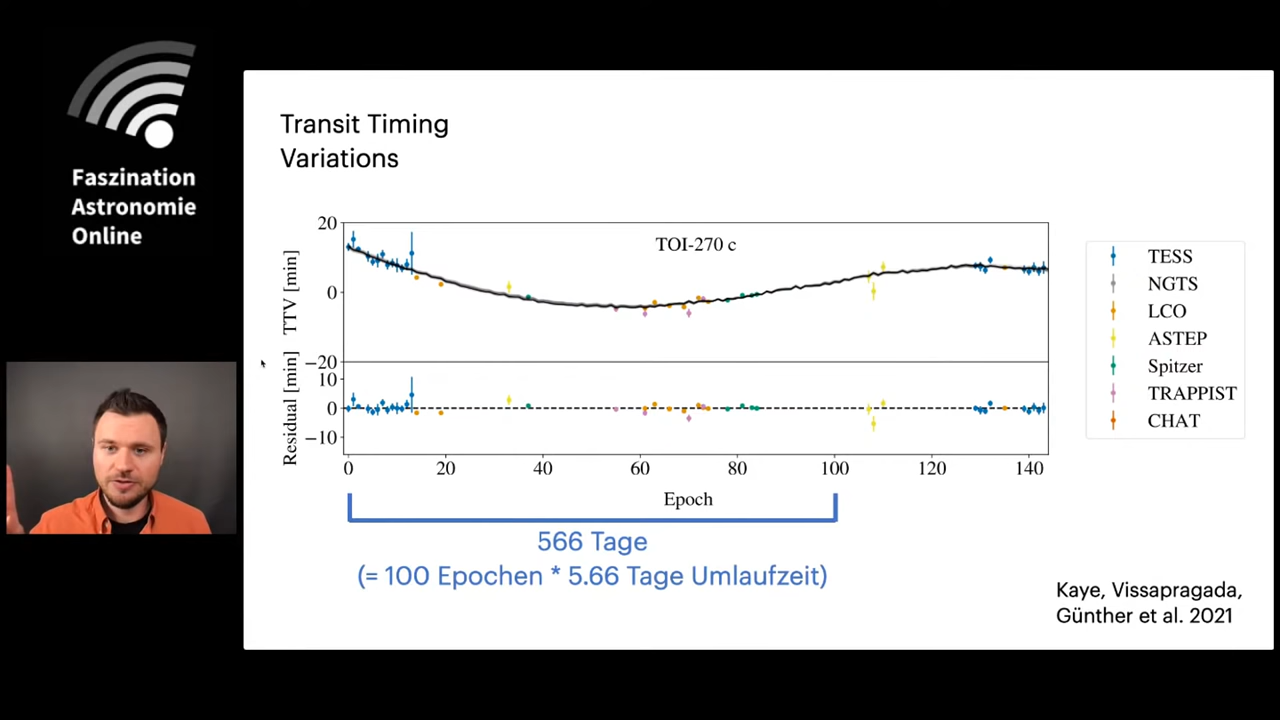 Faszination
Astronomie
Online
Transit Timing
Variations
TOI-270 c
TTV [min]
20
0
−20
Residual [min]
10
0
−10
0 20 40 60 80 100 120 140
Epoch
TESS
NGTS
LCO
ASTEP
Spitzer
TRAPPIST
CHAT
566 Tage
(= 100 Epochen * 5.66 Tage Umlaufzeit)
Kaye, Vissapragada,
Günther et al. 2021